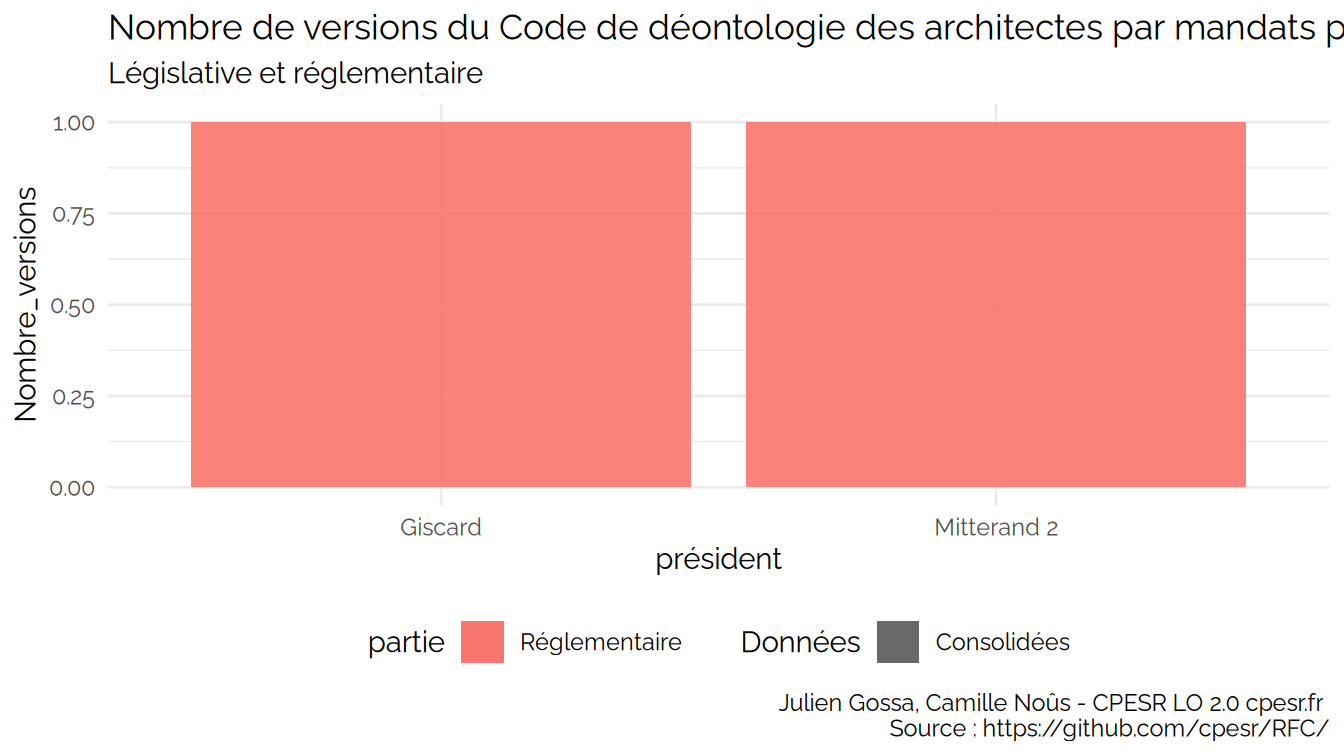 Nombre de versions du Code de déontologie des architectes par mandats p
Législative et réglementaire
1.00
0.75
0.50
0.25
0.00
Nombre_versions
Giscard
Mitterand 2
président
partie Réglementaire Données Consolidées
Julien Gossa, Camille Noûs - CPESR LO 2.0 cpesr.fr
Source : https://github.com/cpesr/RFC/